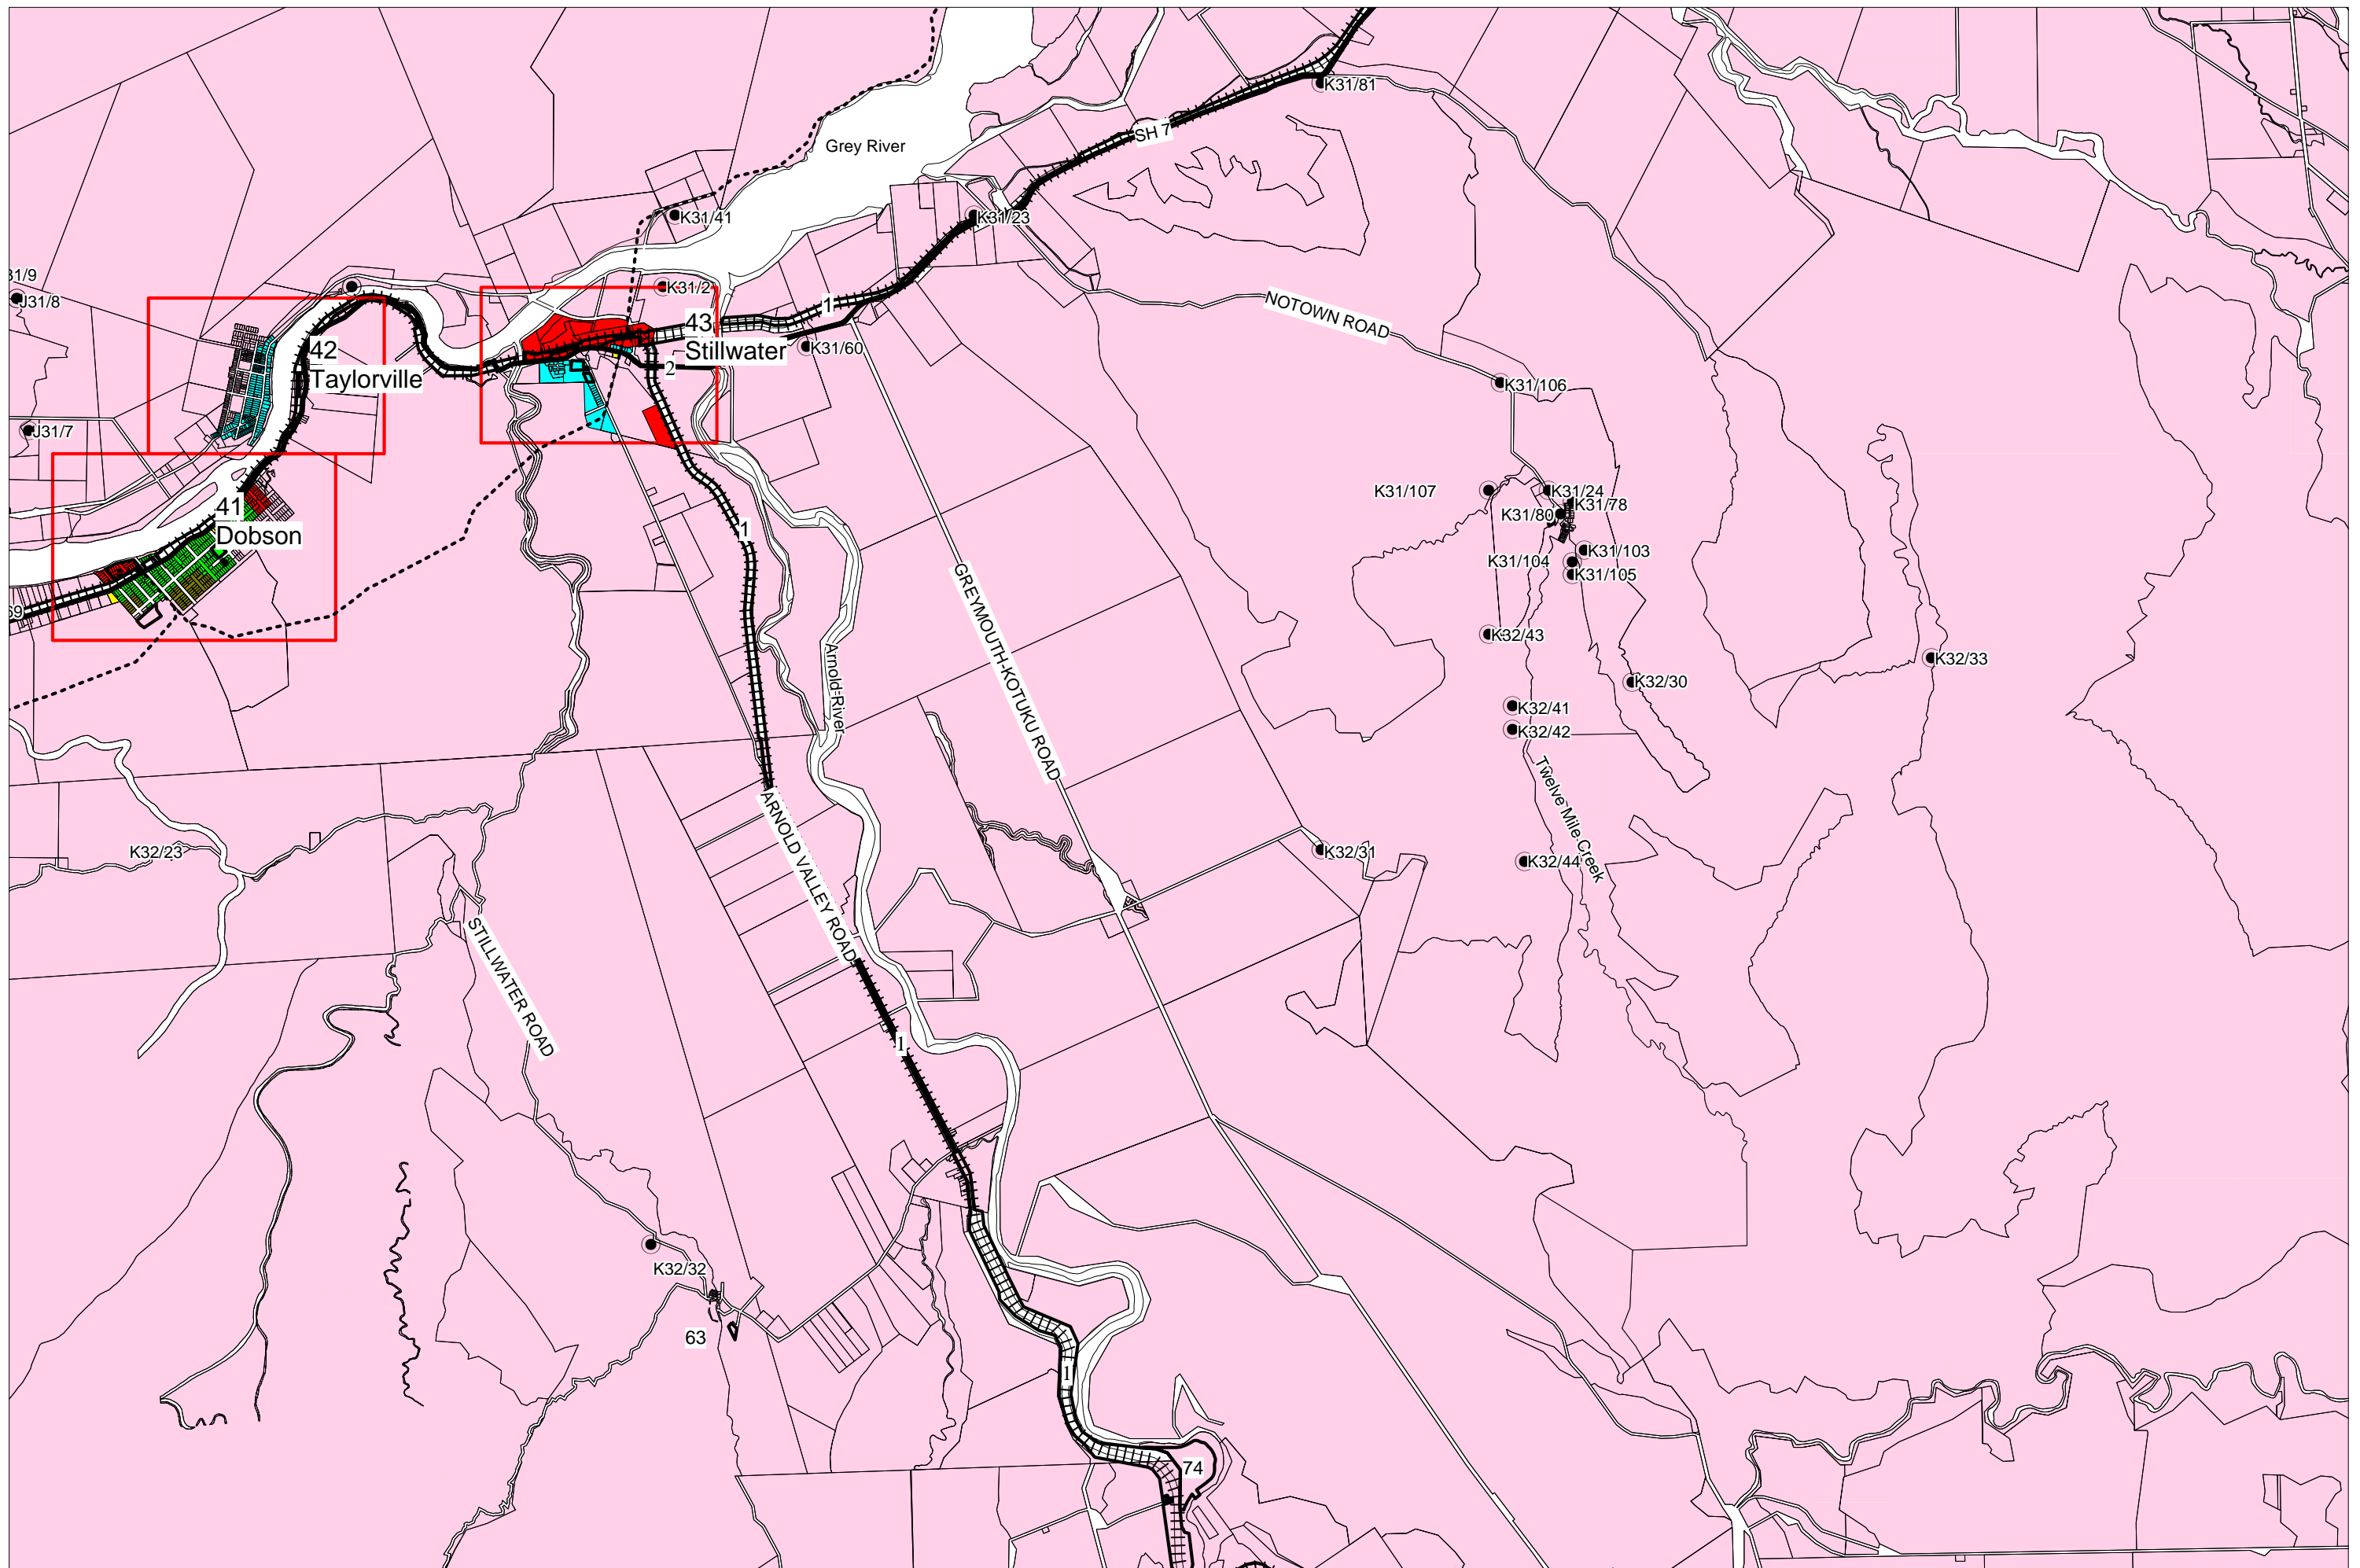 K31/81
SH 7
Grey River
K31/41
K31/23
31/9
J31/8
K31/2
1
43
Stillwater
NOTOWN ROAD
K31/60
42
Taylorville
2
K31/106
J31/7
K31/107
K31/24
K31/78
K31/80
41
Dobson
1
K31/103
K31/104
K31/105
GREYMOUTH-KOTUKU ROAD
69
K32/43
Arnold River
K32/33
K32/30
K32/41
K32/42
Twelve Mile Creek
ARNOLD VALLEY ROAD
K32/23
K32/31
K32/44
STILLWATER ROAD
1
K32/32
63
1
74